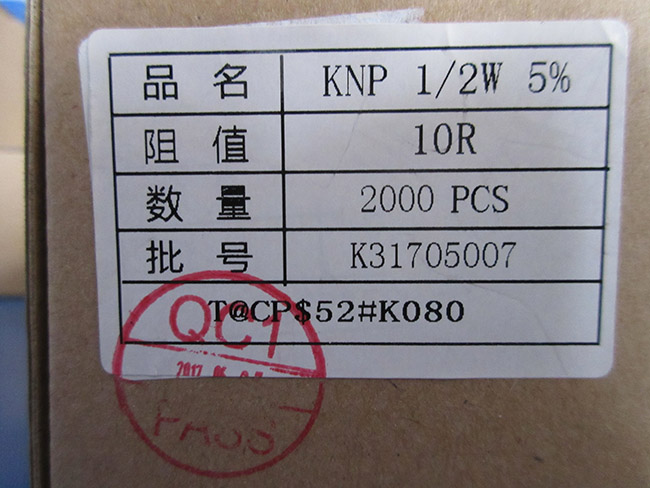 品名 KNP 1/2W 5%
阻值 10R
数量 2000 PCS
批号 K31705007
T@CP$52#K080
QC1
2017
PASS